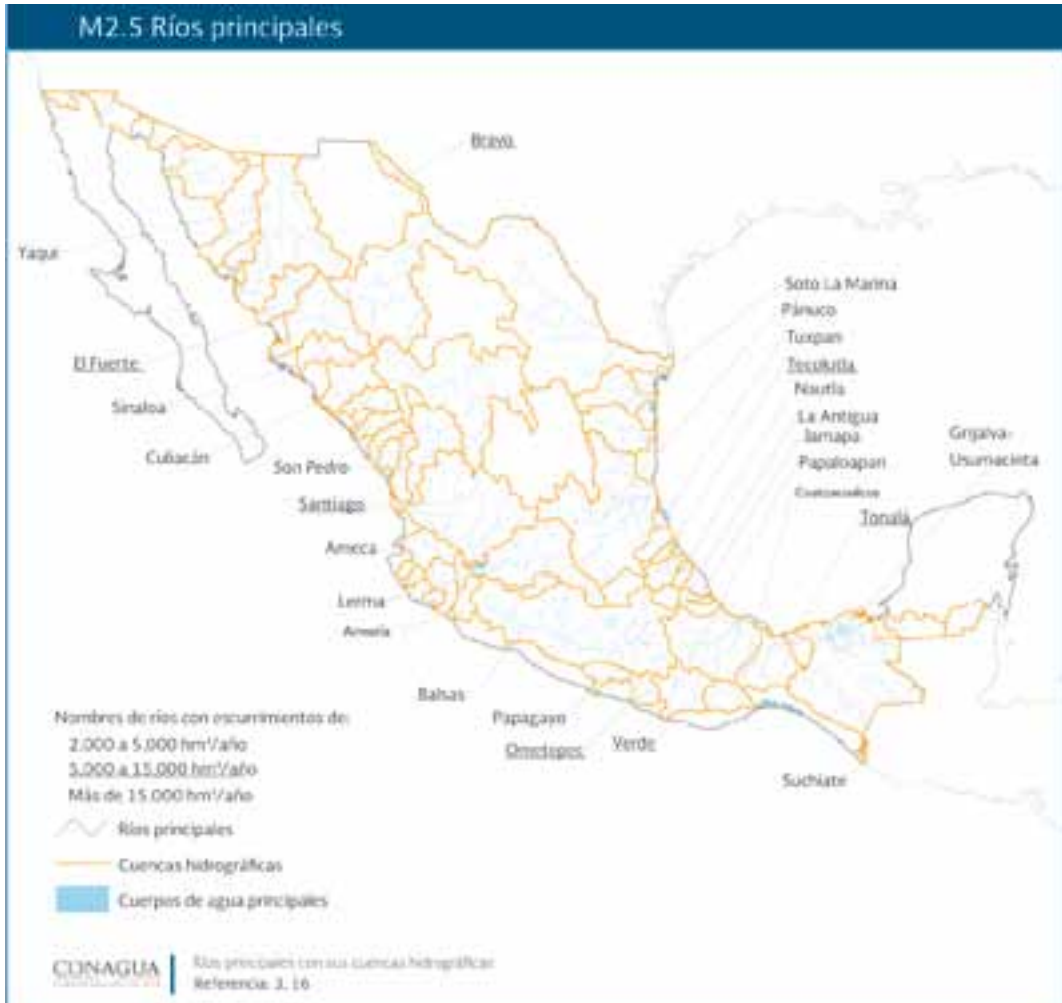 M2.5 Ríos principales
Bravo
Yaqui
Soto La Marina
Pánuco
Tuxpan
Tecolutla
Nautla
La Antigua
Jamapa
Papaloapan
Coatzacoalcos
Tonalá
Grijalva-
Usumacinta
El Fuerte
Sinaloa
Culiacán
San Pedro
Santiago
Ameca
Lerma
Armería
Balsas
Papagayo
Ometepec
Verde
Suchiate
Nombres de ríos con escurrimientos de:
2,000 a 5,000 hm³/año
5,000 a 15,000 hm³/año
Más de 15,000 hm³/año
Ríos principales
Cuencas hidrográficas
Cuerpos de agua principales
CONAGUA
Ríos principales con sus cuencas hidrográficas
Referencia: 3, 16